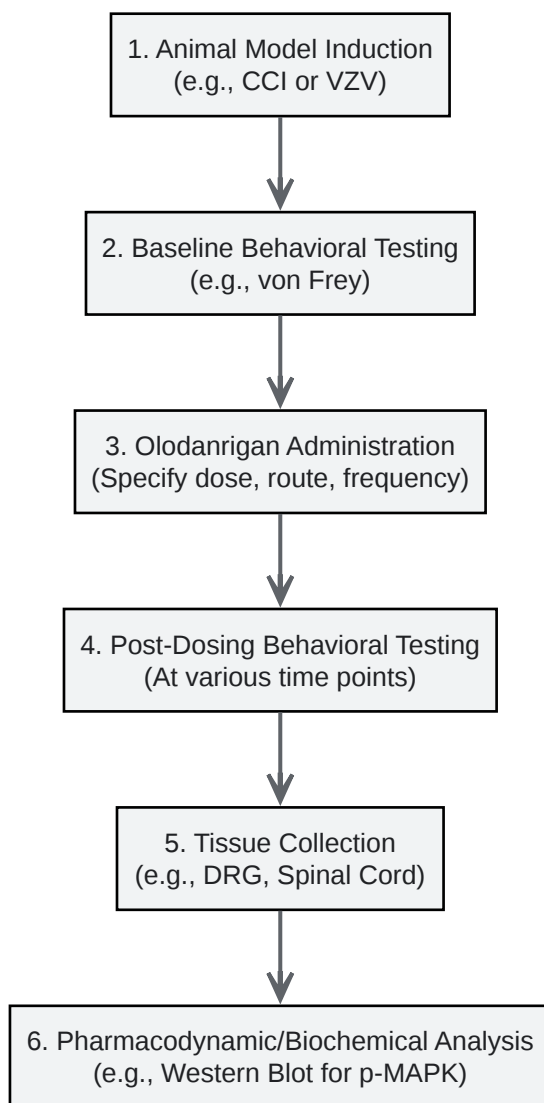 1. Animal Model Induction
(e.g., CCI or VZV)
2. Baseline Behavioral Testing
(e.g., von Frey)
3. Olodanrigan Administration
(Specify dose, route, frequency)
4. Post-Dosing Behavioral Testing
(At various time points)
5. Tissue Collection
(e.g., DRG, Spinal Cord)
6. Pharmacodynamic/Biochemical Analysis
(e.g., Western Blot for p-MAPK)